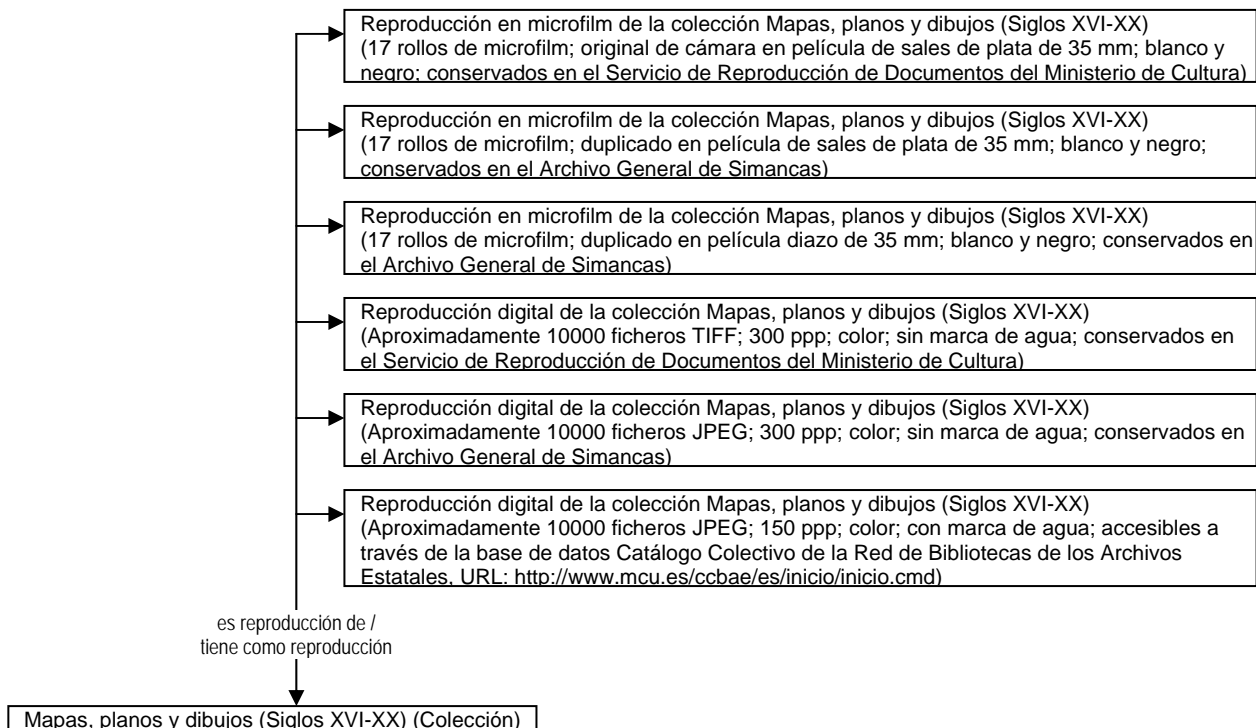 Reproducción en microfilm de la colección Mapas, planos y dibujos (Siglos XVI-XX)
(17 rollos de microfilm; original de cámara en película de sales de plata de 35 mm; blanco y
negro; conservados en el Servicio de Reproducción de Documentos del Ministerio de Cultura)
Reproducción en microfilm de la colección Mapas, planos y dibujos (Siglos XVI-XX)
(17 rollos de microfilm; duplicado en película de sales de plata de 35 mm; blanco y negro;
conservados en el Archivo General de Simancas)
Reproducción en microfilm de la colección Mapas, planos y dibujos (Siglos XVI-XX)
(17 rollos de microfilm; duplicado en película diazo de 35 mm; blanco y negro; conservados en
el Archivo General de Simancas)
Reproducción digital de la colección Mapas, planos y dibujos (Siglos XVI-XX)
(Aproximadamente 10000 ficheros TIFF; 300 ppp; color; sin marca de agua; conservados en
el Servicio de Reproducción de Documentos del Ministerio de Cultura)
Reproducción digital de la colección Mapas, planos y dibujos (Siglos XVI-XX)
(Aproximadamente 10000 ficheros JPEG; 300 ppp; color; sin marca de agua; conservados en
el Archivo General de Simancas)
Reproducción digital de la colección Mapas, planos y dibujos (Siglos XVI-XX)
(Aproximadamente 10000 ficheros JPEG; 150 ppp; color; con marca de agua; accesibles a
través de la base de datos Catálogo Colectivo de la Red de Bibliotecas de los Archivos
Estatales, URL: http://www.mcu.es/ccbae/es/inicio/inicio.cmd)
es reproducción de /
tiene como reproducción
Mapas, planos y dibujos (Siglos XVI-XX) (Colección)